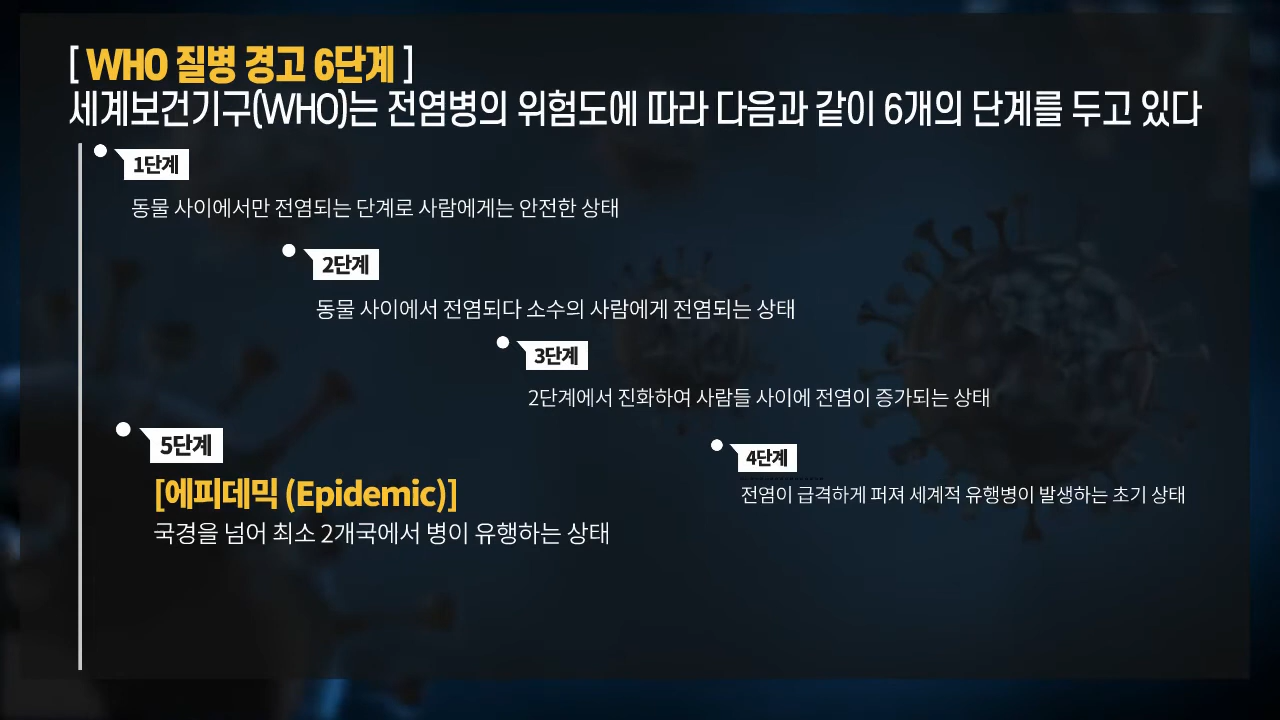 [ WHO 질병 경고 6단계 ]
세계보건기구(WHO)는 전염병의 위험도에 따라 다음과 같이 6개의 단계를 두고 있다
1단계
동물 사이에서만 전염되는 단계로 사람에게는 안전한 상태
2단계
동물 사이에서 전염되다 소수의 사람에게 전염되는 상태
3단계
2단계에서 진화하여 사람들 사이에 전염이 증가되는 상태
4단계
전염이 급격하게 퍼져 세계적 유행병이 발생하는 초기 상태
5단계
[에피데믹 (Epidemic)]
국경을 넘어 최소 2개국에서 병이 유행하는 상태